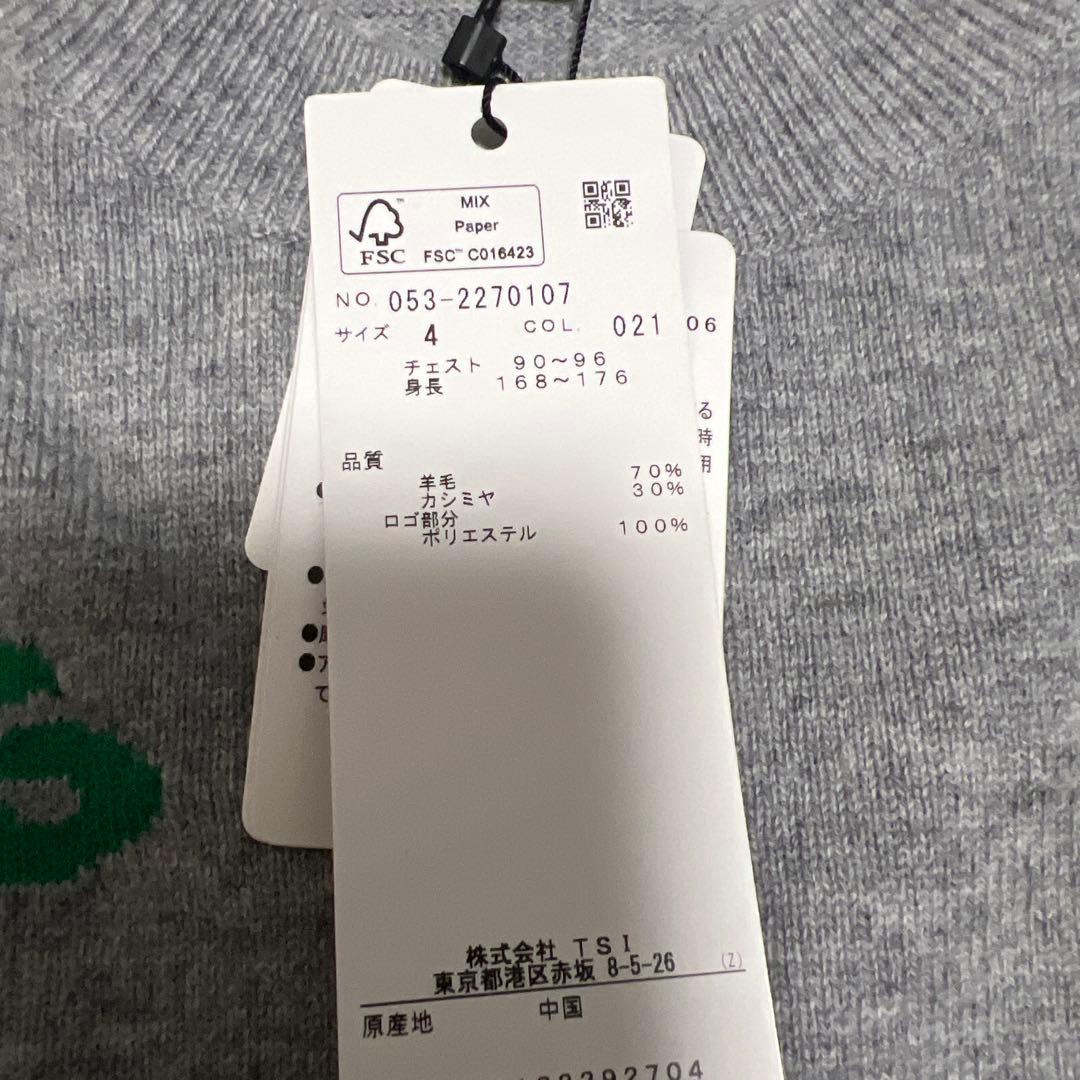 MIX
Paper
FSC™ C016423
FSC
NO. 053-2270107
サイズ 4 COL. 021 06
チェスト 90～96
身長 168～176
る
時
用
品質
羊毛 70%
カシミヤ 30%
ロゴ部分
ポリエステル 100%
●
●
●
●ア
て
株式会社 TSI
東京都港区赤坂 8-5-26 (Z)
原産地 中国
2292704